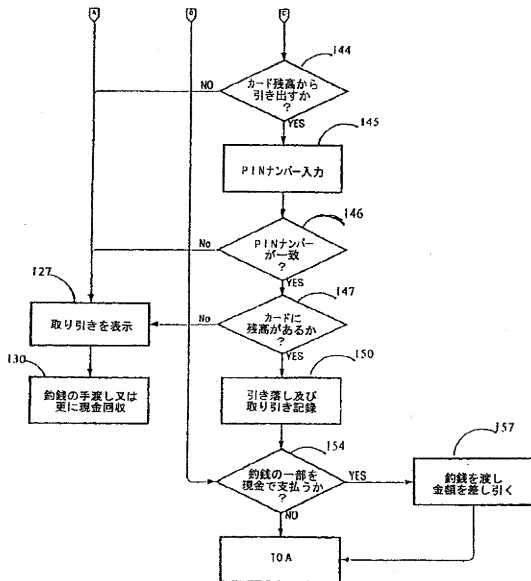 A
D
E
144
カード残高から
引き出すか
?
NO
YES
145
PINナンバー入力
146
PINナンバー
が一致
?
No
YES
147
カードに
残高があるか
?
No
YES
127
取り引きを表示
130
釣銭の手渡し又は
更に現金回収
150
引き落し及び
取り引き記録
154
釣銭の一部を
現金で支払うか
?
YES
NO
157
釣銭を渡し
金額を差し引く
TO A